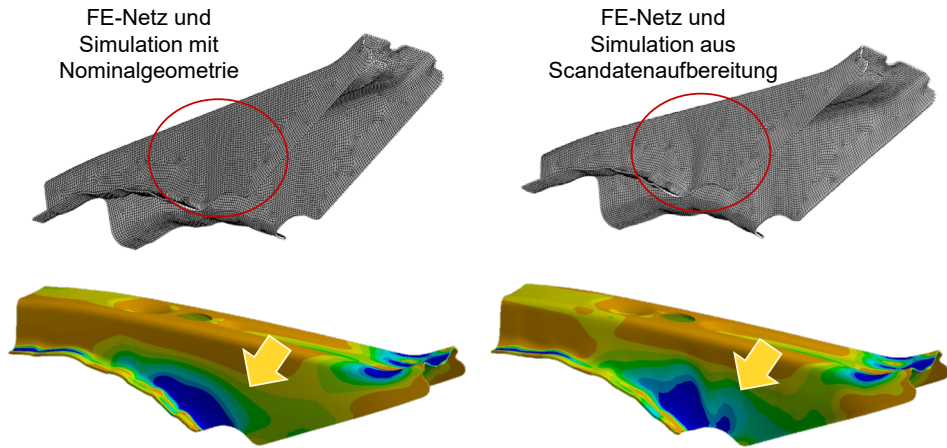 FE-Netz und
Simulation mit
Nominalgeometrie
FE-Netz und
Simulation aus
Scandatenaufbereitung